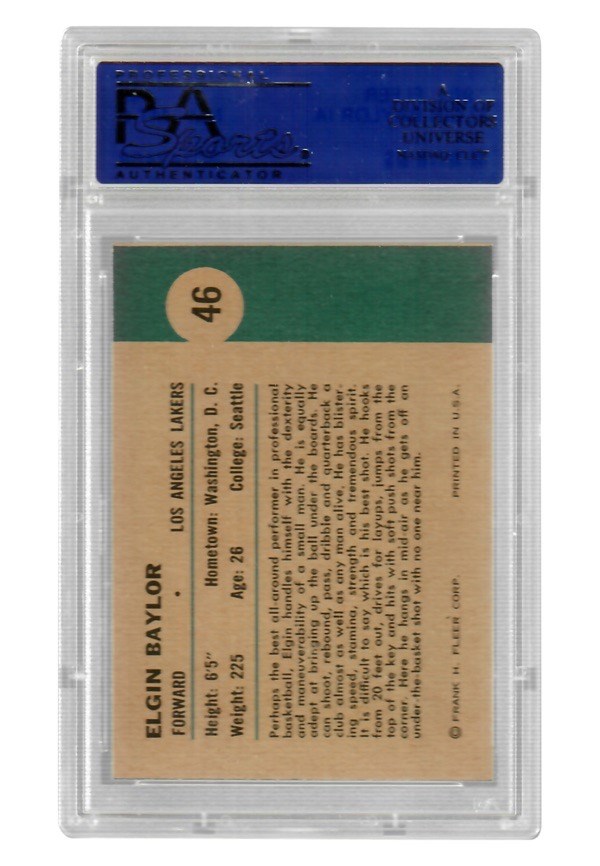 PROFESSIONAL
PSA
Sports
AUTHENTICATOR
A
DIVISION OF
COLLECTORS
UNIVERSE
46
ELGIN BAYLOR
FORWARD • LOS ANGELES LAKERS
Height: 6'5" Hometown: Washington, D. C.
Weight: 225 Age: 26 College: Seattle
Perhaps the best all-around performer in professional
basketball, Elgin handles himself with the dexterity
and maneuverability of a small man. He is equally
adept at bringing up the ball under the boards. He
can shoot, rebound, pass, dribble and quarterback a
club almost as well as any man alive. He has blister-
ing speed, stamina, strength and tremendous spirit.
It is difficult to say which is his best shot. He hooks
from 20 feet out, drives for layups, jumps from the
top of the key and hits with soft push shots from the
corner. Here he hangs in mid-air as he gets off an
under-the-basket shot with no one near him.
© FRANK H. FLEER CORP. PRINTED IN U.S.A.